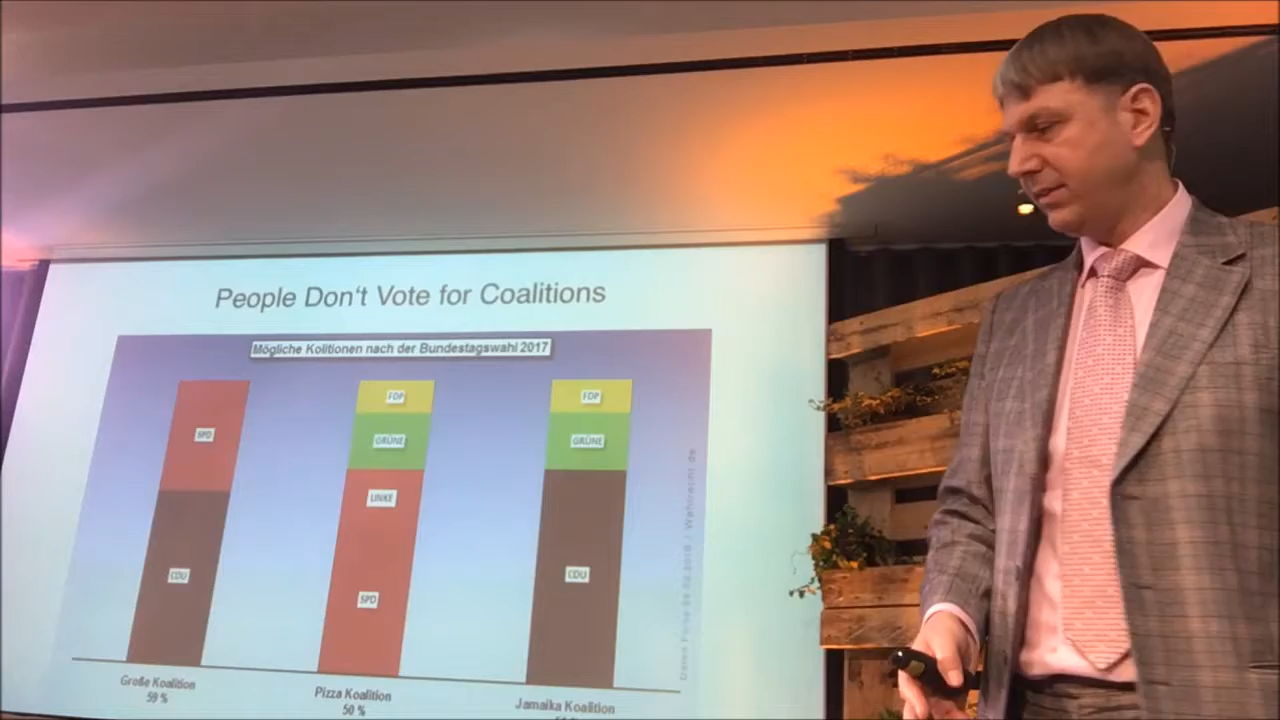 People Don't Vote for Coalitions
Mögliche Kolitionen nach der Bundestagswahl 2017
FDP
FDP
SPD
GRÜNE
GRÜNE
LINKE
CDU
CDU
SPD
Große Koalition
59 %
Pizza Koalition
50 %
Jamaika Koalition